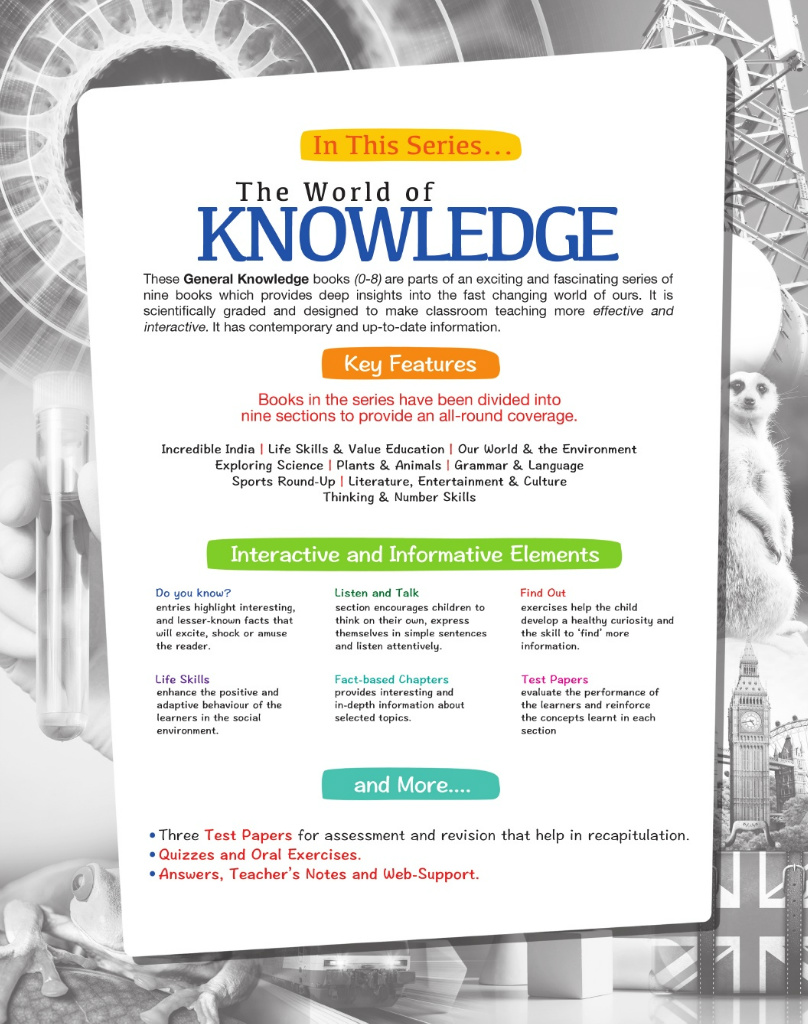 In This Series...
The World of
KNOWLEDGE
These General Knowledge books (0-8) are parts of an exciting and fascinating series of
nine books which provides deep insights into the fast changing world of ours. It is
scientifically graded and designed to make classroom teaching more effective and
interactive. It has contemporary and up-to-date information.
Key Features
Books in the series have been divided into
nine sections to provide an all-round coverage.
Incredible India | Life Skills & Value Education | Our World & the Environment
Exploring Science | Plants & Animals | Grammar & Language
Sports Round-Up | Literature, Entertainment & Culture
Thinking & Number Skills
Interactive and Informative Elements
Do you know?
entries highlight interesting,
and lesser-known facts that
will excite, shock or amuse
the reader.
Listen and Talk
section encourages children to
think on their own, express
themselves in simple sentences
and listen attentively.
Find Out
exercises help the child
develop a healthy curiosity and
the skill to 'find' more
information.
Life Skills
enhance the positive and
adaptive behaviour of the
learners in the social
environment.
Fact-based Chapters
provides interesting and
in-depth information about
selected topics.
Test Papers
evaluate the performance of
the learners and reinforce
the concepts learnt in each
section
and More....
• Three Test Papers for assessment and revision that help in recapitulation.
• Quizzes and Oral Exercises.
• Answers, Teacher's Notes and Web-Support.